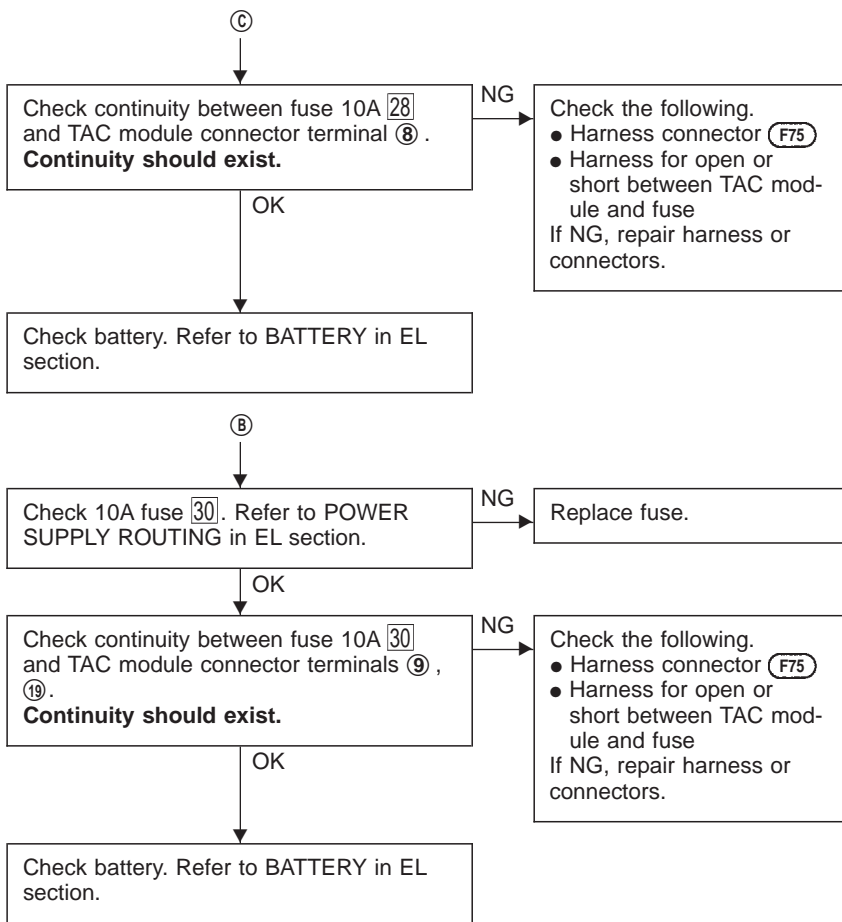 Ⓒ
Check continuity between fuse 10A 28
and TAC module connector terminal ⑧ .
Continuity should exist.
NG
Check the following.
● Harness connector F75
● Harness for open or
short between TAC mod-
ule and fuse
If NG, repair harness or
connectors.
OK
Check battery. Refer to BATTERY in EL
section.
Ⓑ
Check 10A fuse 30. Refer to POWER
SUPPLY ROUTING in EL section.
NG
Replace fuse.
OK
Check continuity between fuse 10A 30
and TAC module connector terminals ⑨ ,
⑲.
Continuity should exist.
NG
Check the following.
● Harness connector F75
● Harness for open or
short between TAC mod-
ule and fuse
If NG, repair harness or
connectors.
OK
Check battery. Refer to BATTERY in EL
section.